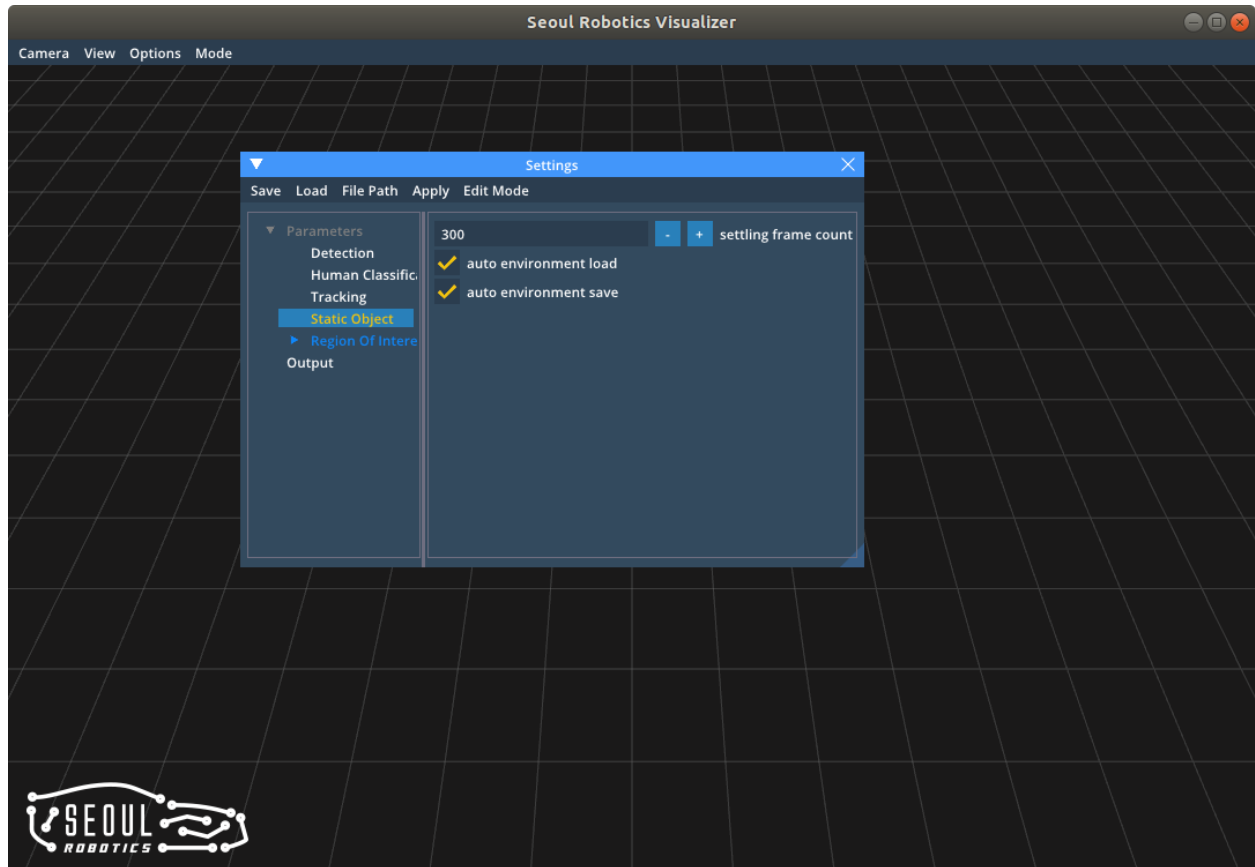 Seoul Robotics Visualizer
Camera View Options Mode
Settings
Save Load File Path Apply Edit Mode
Parameters
Detection
Human Classific
Tracking
Static Object
Region Of Intere
Output
300 - + settling frame count
auto environment load
auto environment save
SEOUL
ROBOTICS